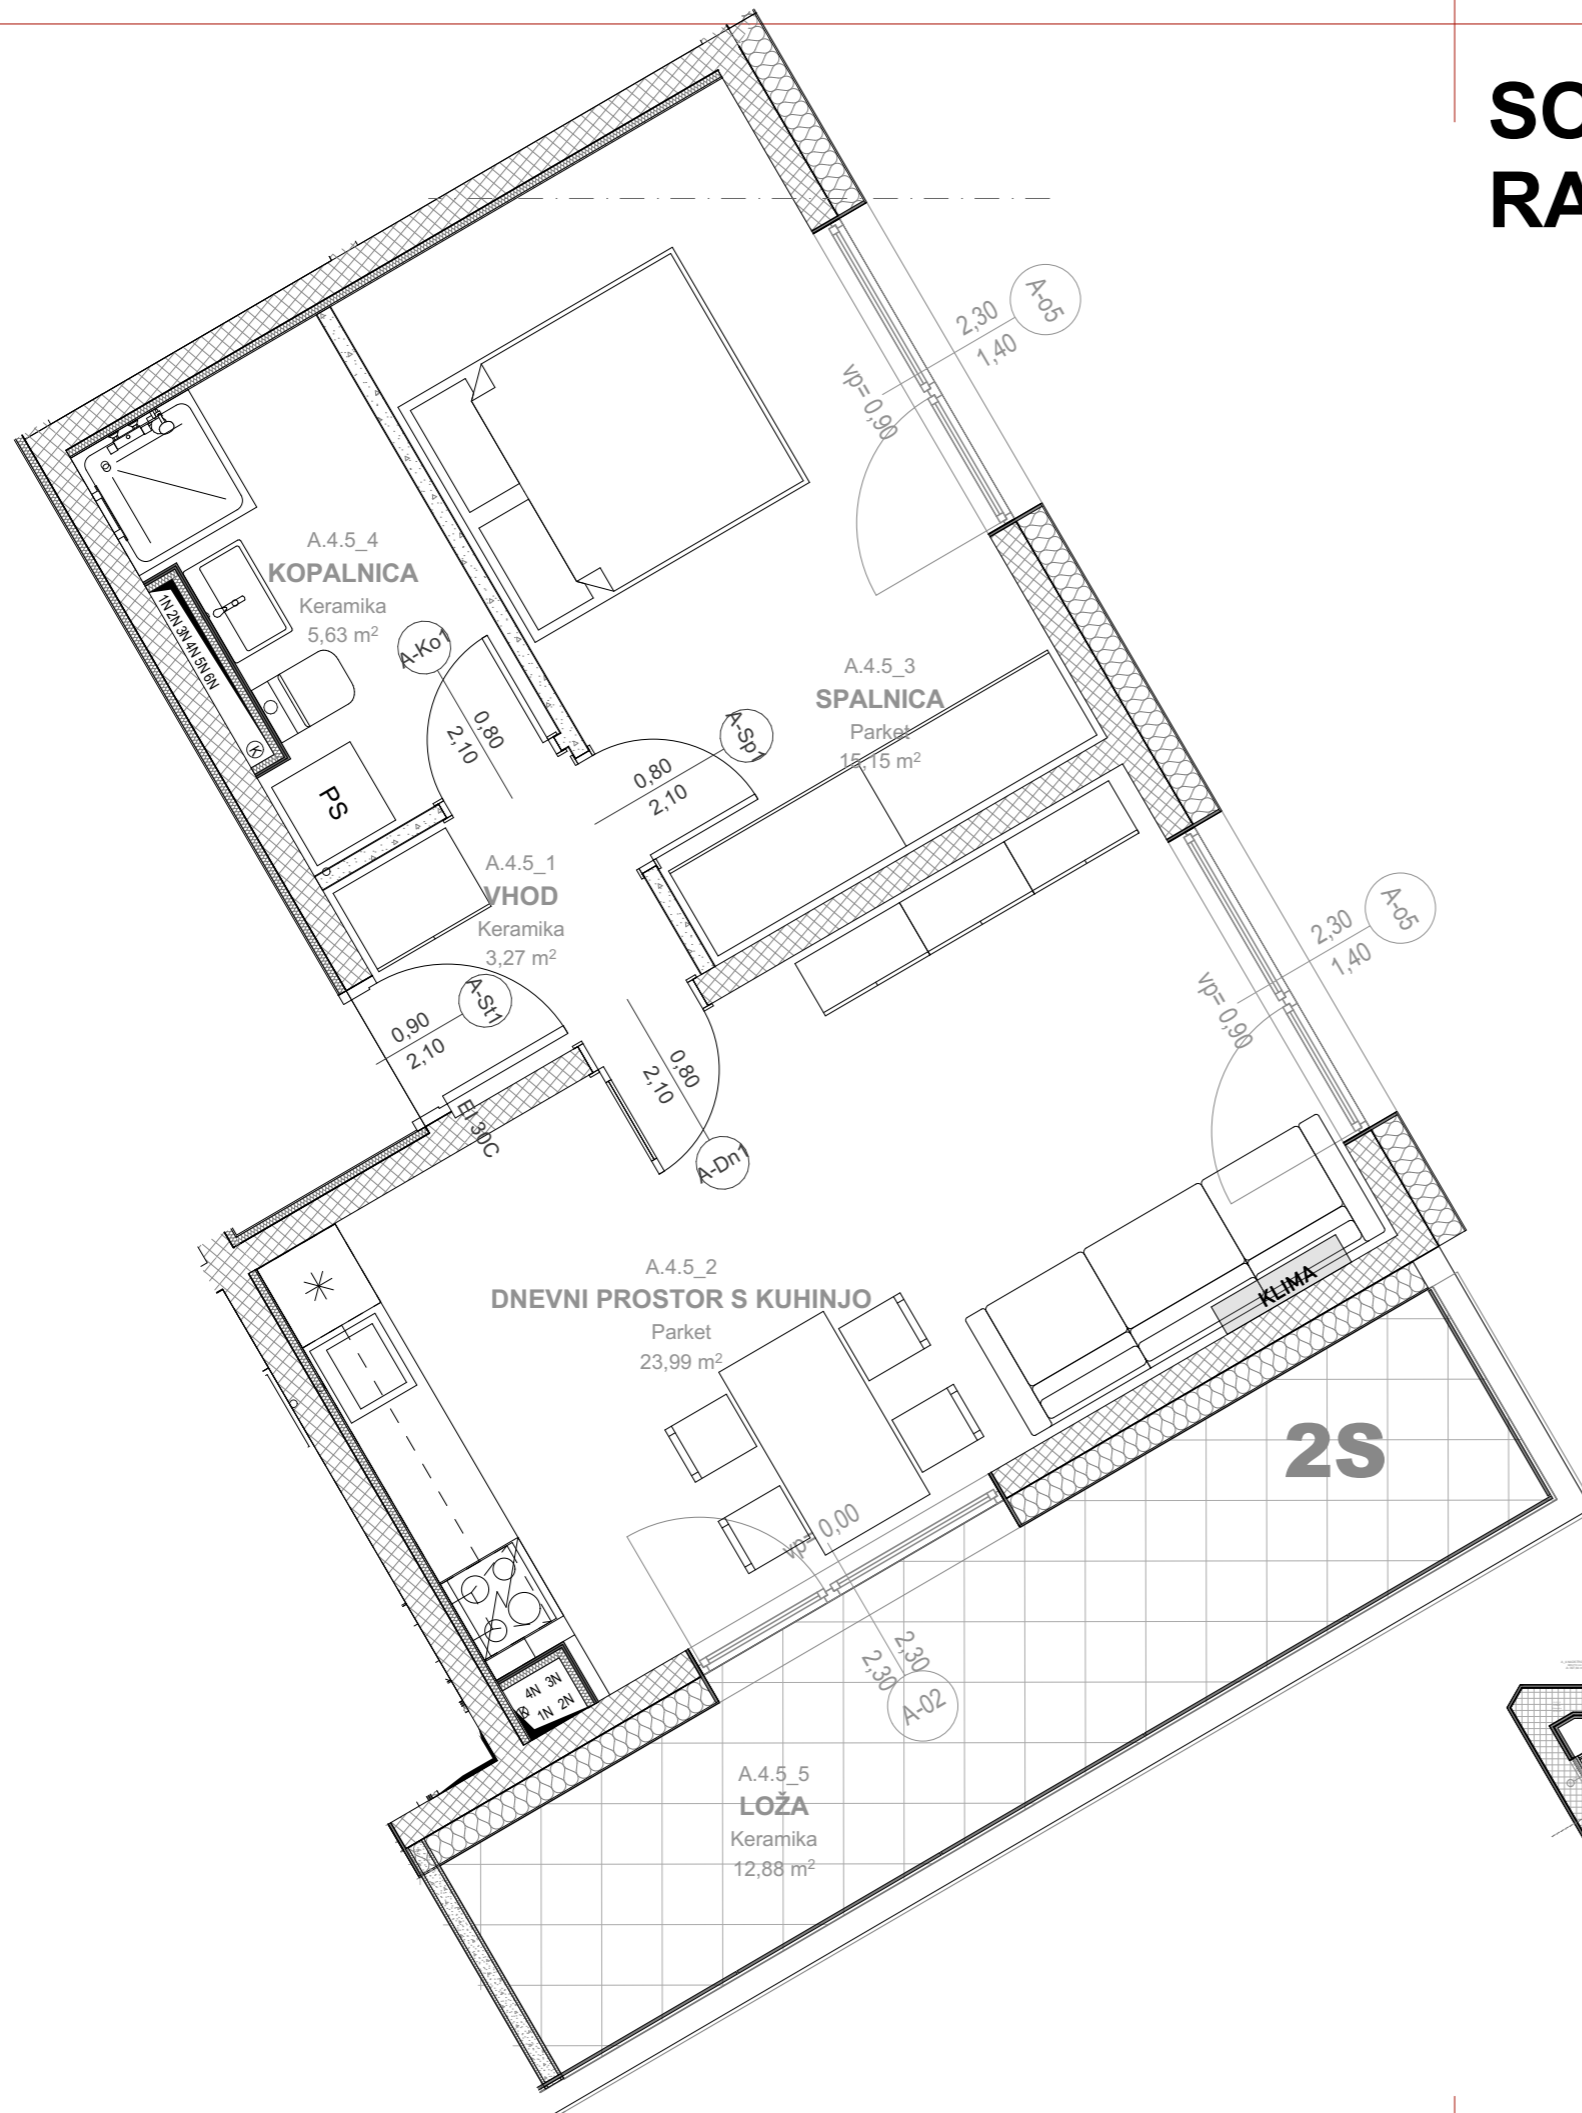 SO
RA
A-o5
2,30
1,40
vp= 0,90
A.4.5_4
KOPALNICA
Keramika
5,63 m²
1N 2N 3N 4N 5N 6N
K
PS
A-Ko1
0,80
2,10
A.4.5_3
SPALNICA
Parket
15,15 m²
A-Sp1
0,80
2,10
A.4.5_1
VHOD
Keramika
3,27 m²
A-St1
0,90
2,10
EI 30C
0,80
2,10
A-Dn1
A-o5
2,30
1,40
vp= 0,90
A.4.5_2
DNEVNI PROSTOR S KUHINJO
Parket
23,99 m²
KLIMA
2S
vp= 0,00
2,30
2,30
A-02
4N 3N
K 1N 2N
A.4.5_5
LOŽA
Keramika
12,88 m²